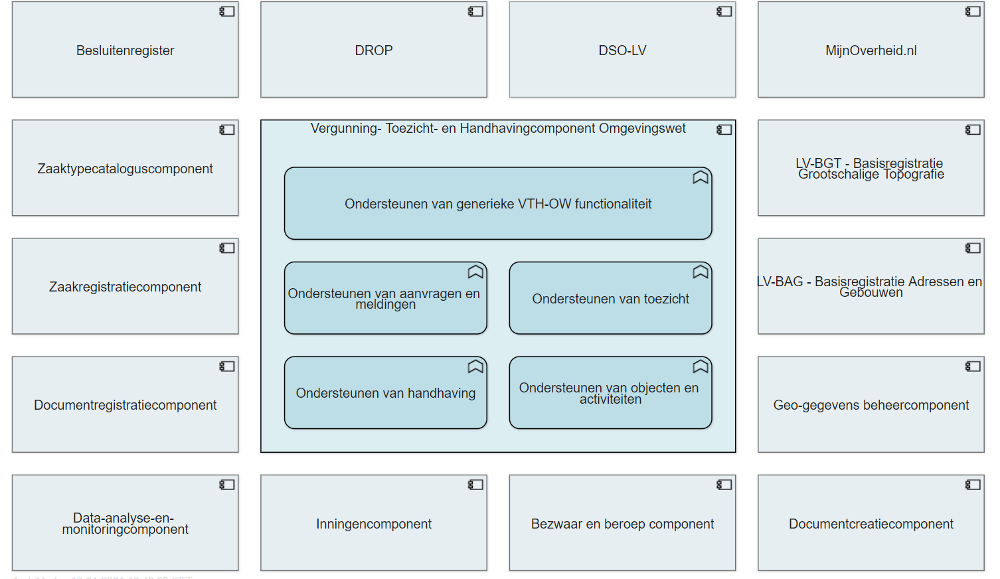 Besluitenregister
DROP
DSO-LV
MijnOverheid.nl
Zaaktypecataloguscomponent
Vergunning- Toezicht- en Handhavingcomponent Omgevingswet
LV-BGT - Basisregistratie
Grootschalige Topografie
Ondersteunen van generieke VTH-OW functionaliteit
Zaakregistratiecomponent
Ondersteunen van aanvragen en
meldingen
Ondersteunen van toezicht
LV-BAG - Basisregistratie Adressen en
Gebouwen
Documentregistratiecomponent
Ondersteunen van handhaving
Ondersteunen van objecten en
activiteiten
Geo-gegevens beheercomponent
Data-analyse-en-
monitoringcomponent
Inningencomponent
Bezwaar en beroep component
Documentcreatiecomponent